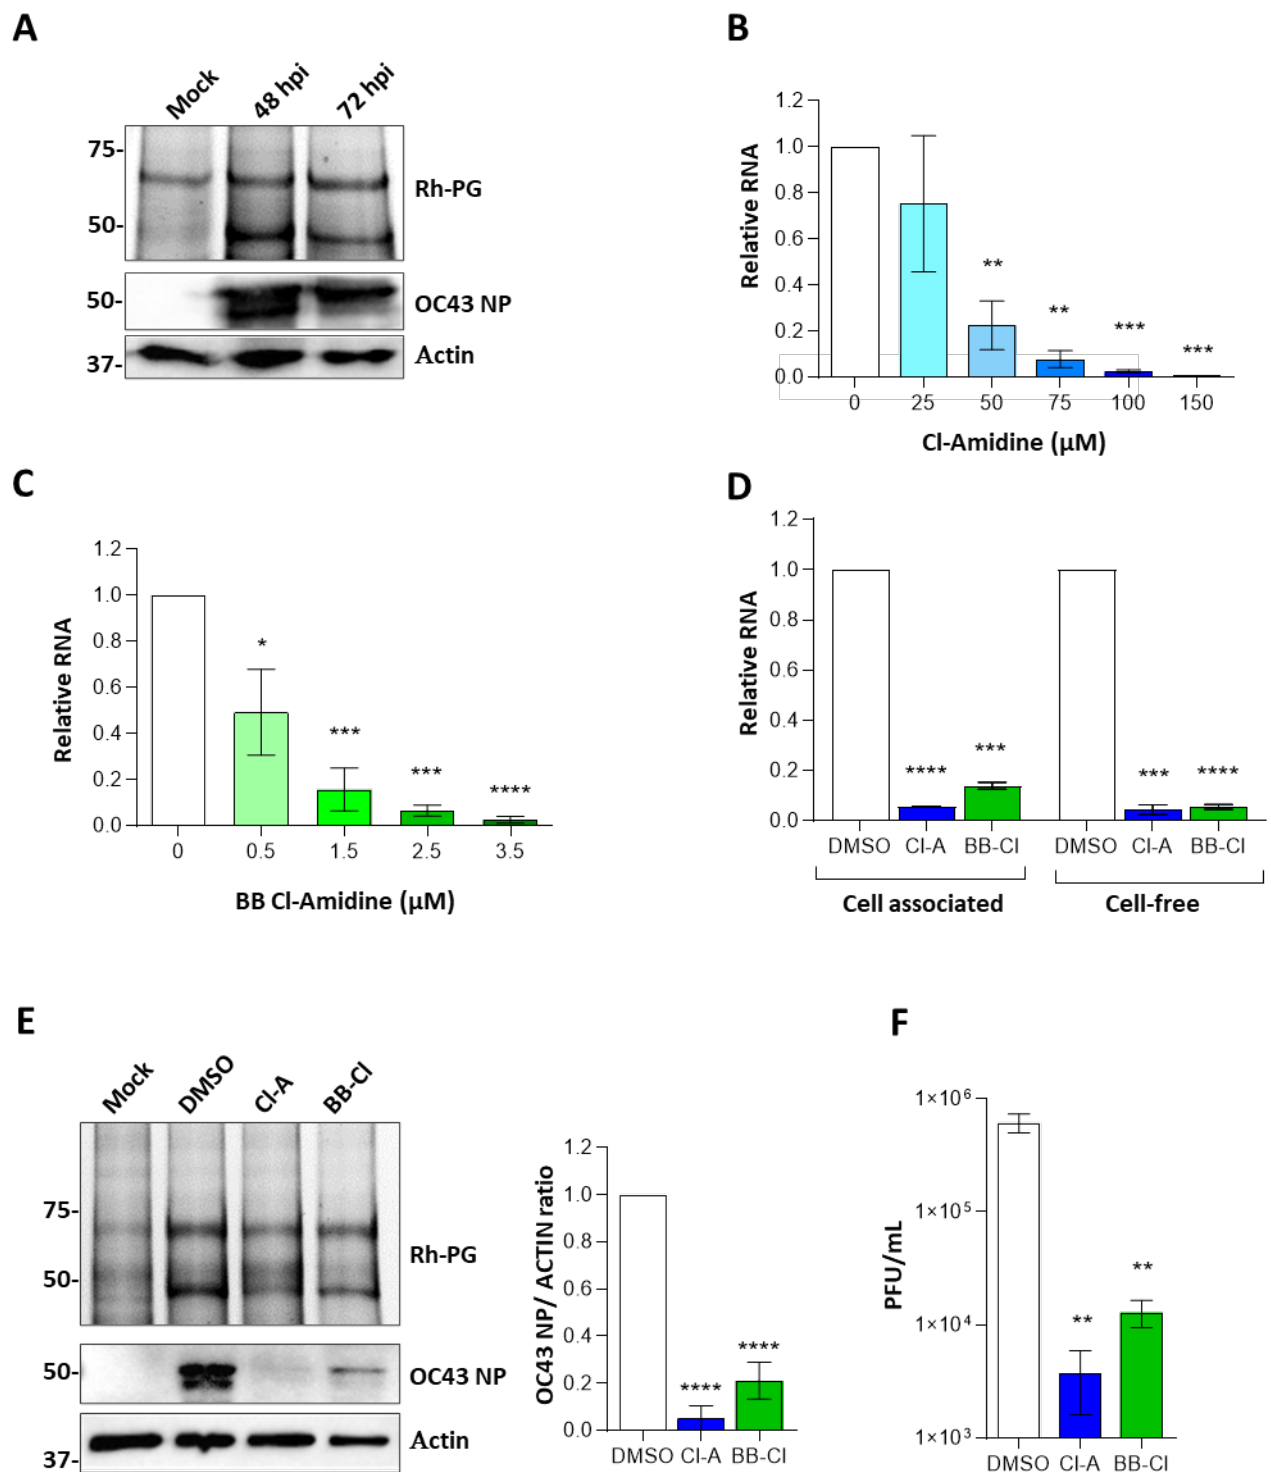 A
Mock 48 hpi 72 hpi
75-
Rh-PG
50-
50-
OC43 NP
Actin
37-
B
1.2
1.0
0.8
0.6
0.4
0.2
0.0
Relative RNA
**
**
***
***
0 25 50 75 100 150
Cl-Amidine (µM)
C
1.2
1.0
0.8
0.6
0.4
0.2
0.0
Relative RNA
*
***
***
****
0 0.5 1.5 2.5 3.5
BB Cl-Amidine (µM)
D
1.2
1.0
0.8
0.6
0.4
0.2
0.0
Relative RNA
****
***
***
****
DMSO Cl-A BB-Cl DMSO Cl-A BB-Cl
Cell associated Cell-free
E
Mock DMSO Cl-A BB-Cl
75-
Rh-PG
50-
50-
OC43 NP
Actin
37-
1.2
1.0
0.8
0.6
0.4
0.2
0.0
OC43 NP/ ACTIN ratio
****
****
DMSO Cl-A BB-Cl
F
1×10⁶
1×10⁵
1×10⁴
1×10³
PFU/mL
**
**
DMSO Cl-A BB-Cl